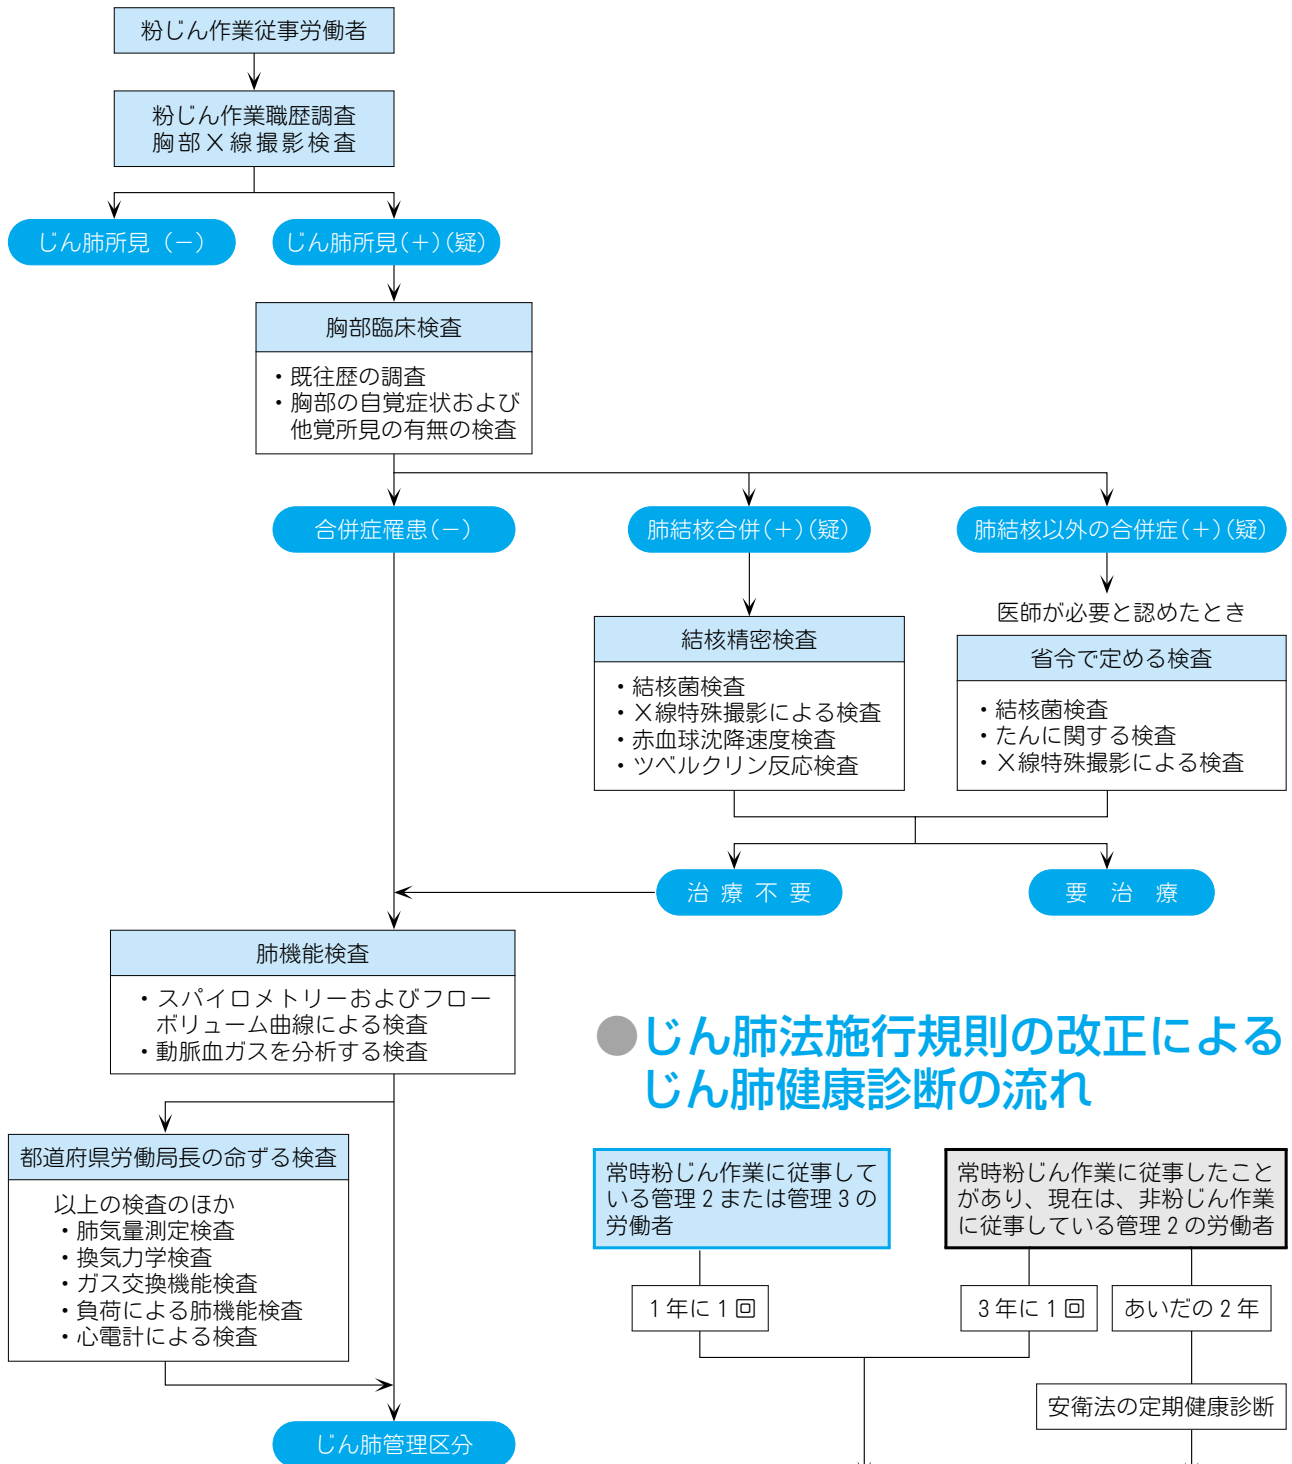 粉じん作業従事労働者
粉じん作業職歴調査
胸部X線撮影検査
じん肺所見（－）
じん肺所見(＋)(疑)
胸部臨床検査
・既往歴の調査
・胸部の自覚症状および
他覚所見の有無の検査
合併症罹患(－)
肺結核合併(＋)(疑)
肺結核以外の合併症(＋)(疑)
医師が必要と認めたとき
結核精密検査
・結核菌検査
・X線特殊撮影による検査
・赤血球沈降速度検査
・ツベルクリン反応検査
省令で定める検査
・結核菌検査
・たんに関する検査
・X線特殊撮影による検査
治療不要
要治療
肺機能検査
・スパイロメトリーおよびフロー
ボリューム曲線による検査
・動脈血ガスを分析する検査
都道府県労働局長の命ずる検査
以上の検査のほか
・肺気量測定検査
・換気力学検査
・ガス交換機能検査
・負荷による肺機能検査
・心電計による検査
じん肺管理区分
●じん肺法施行規則の改正による
じん肺健康診断の流れ
常時粉じん作業に従事して
いる管理2または管理3の
労働者
常時粉じん作業に従事したこと
があり、現在は、非粉じん作業
に従事している管理2の労働者
1年に1回
3年に1回
あいだの2年
安衛法の定期健康診断